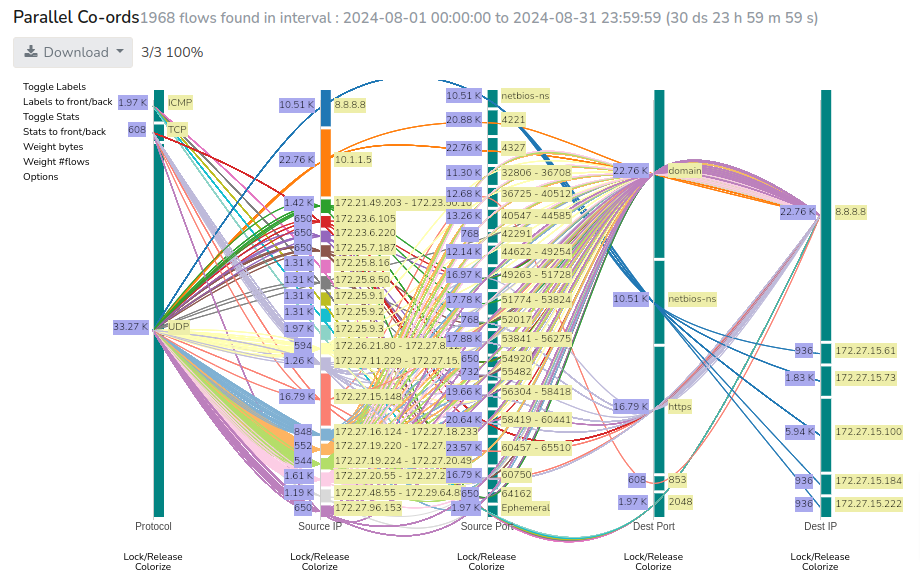 Parallel Co-ords 1968 flows found in interval : 2024-08-01 00:00:00 to 2024-08-31 23:59:59 (30 ds 23 h 59 m 59 s)
Download 3/3 100%
Toggle Labels
Labels to front/back
Toggle Stats
Stats to front/back
Weight bytes
Weight #flows
Options
1.97 K ICMP
608 TCP
33.27 K UDP
Protocol
Lock/Release
Colorize
10.51 K 8.8.8.8
22.76 K 10.1.1.5
1.42 K 172.21.49.203 - 172.23.50.10
650 172.23.6.105
650 172.23.6.220
650 172.25.7.187
1.31 K 172.25.8.16
1.31 K 172.25.8.50
1.31 K 172.25.9.1
1.31 K 172.25.9.2
1.97 K 172.25.9.3
594 172.26.21.80 - 172.27.8.
1.26 K 172.27.11.229 - 172.27.15.
16.79 K 172.27.15.148
848 172.27.16.124 - 172.27.18.233
552 172.27.19.220 - 172.27.
544 172.27.19.224 - 172.27.20.49
1.61 K 172.27.20.55 - 172.27.2
1.19 K 172.27.48.55 - 172.29.64.8
650 172.27.96.153
Source IP
Lock/Release
Colorize
10.51 K netbios-ns
20.88 K 4221
22.76 K 4327
11.30 K 32806 - 36708
12.68 K 36725 - 40512
13.26 K 40547 - 44585
768 42291
12.14 K 44622 - 49254
16.97 K 49263 - 51728
17.78 K 51774 - 53824
768 52017
17.88 K 53841 - 56275
650 54920
732 55482
19.66 K 56304 - 58418
20.64 K 58419 - 60441
23.57 K 60457 - 65510
16.79 K 60750
650 64162
1.97 K Ephemeral
Source Port
Lock/Release
Colorize
22.76 K domain
10.51 K netbios-ns
16.79 K https
608 853
1.97 K 2048
Dest Port
Lock/Release
Colorize
22.76 K 8.8.8.8
936 172.27.15.61
1.83 K 172.27.15.73
5.94 K 172.27.15.100
936 172.27.15.184
936 172.27.15.222
Dest IP
Lock/Release
Colorize